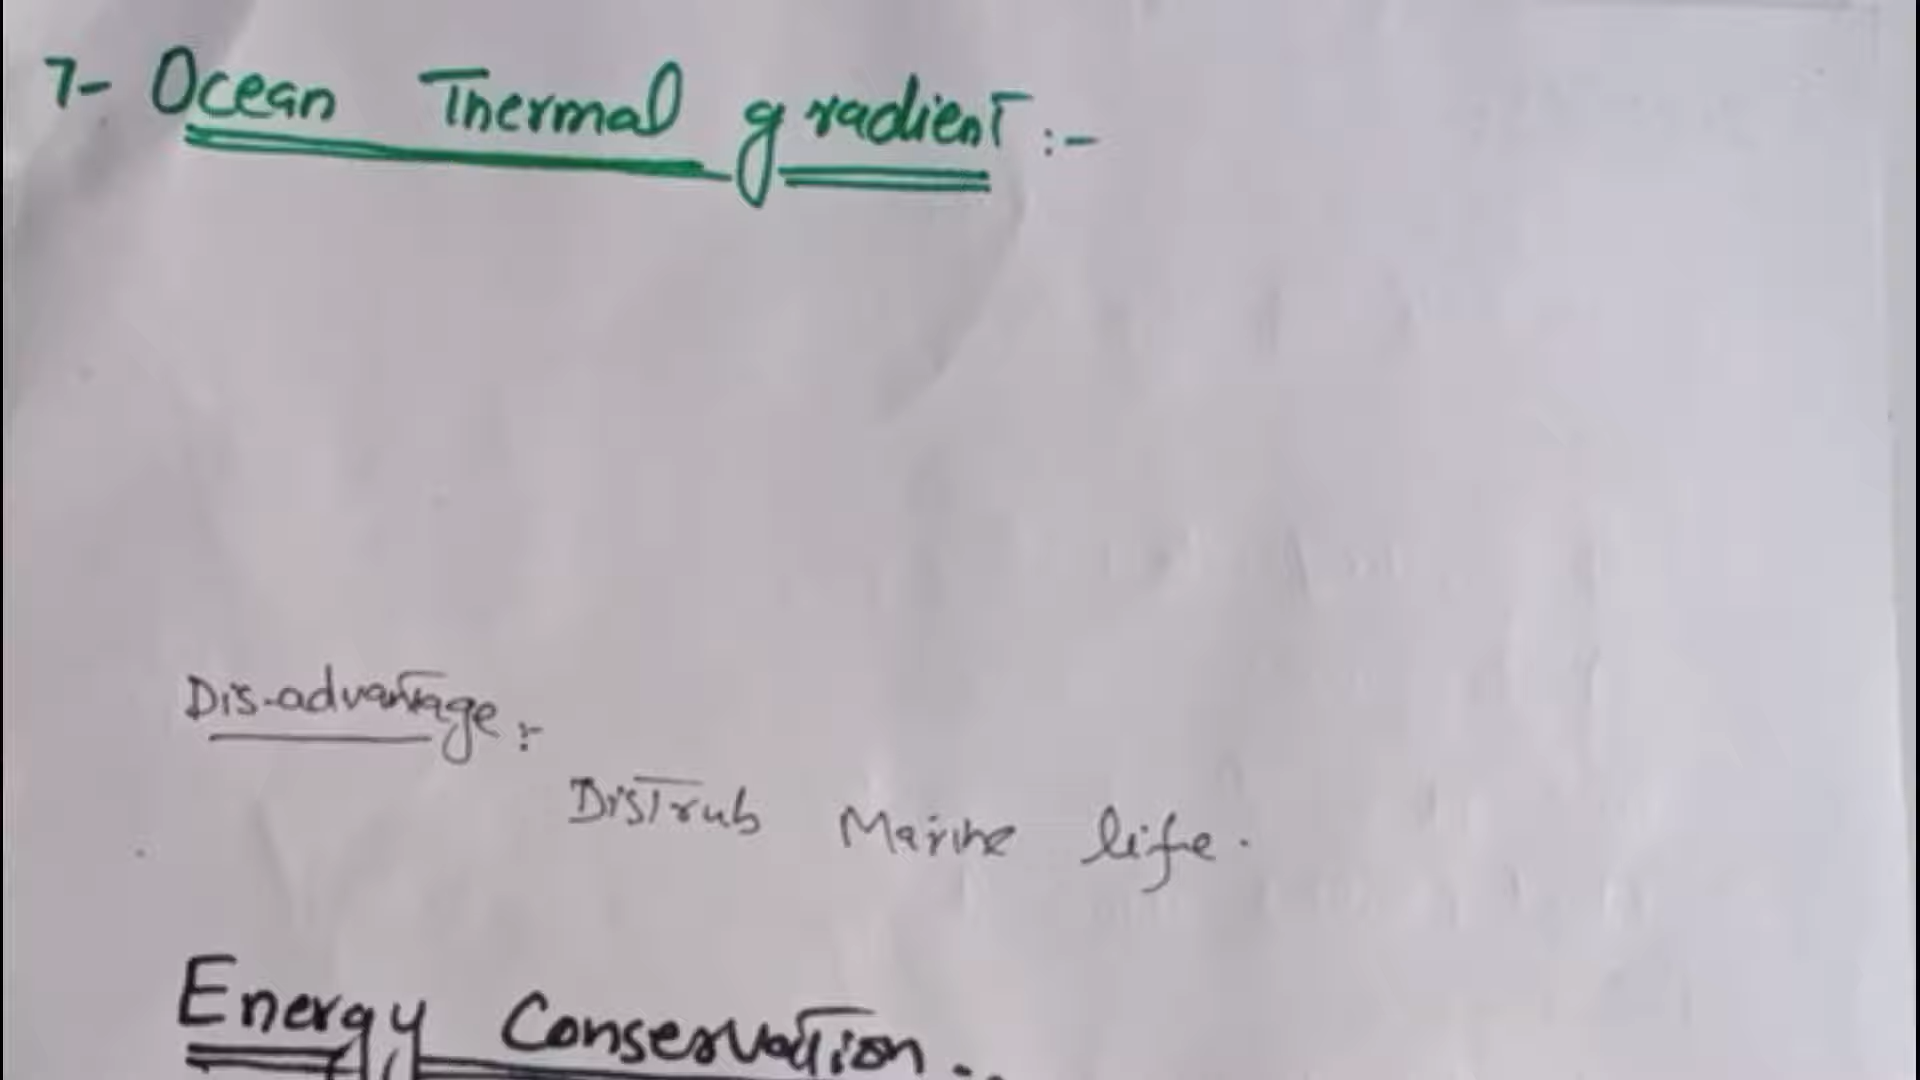 7- Ocean Thermal gradient :-
Dis-advantage :-
Distrub Marine life.
Energy Conservation..